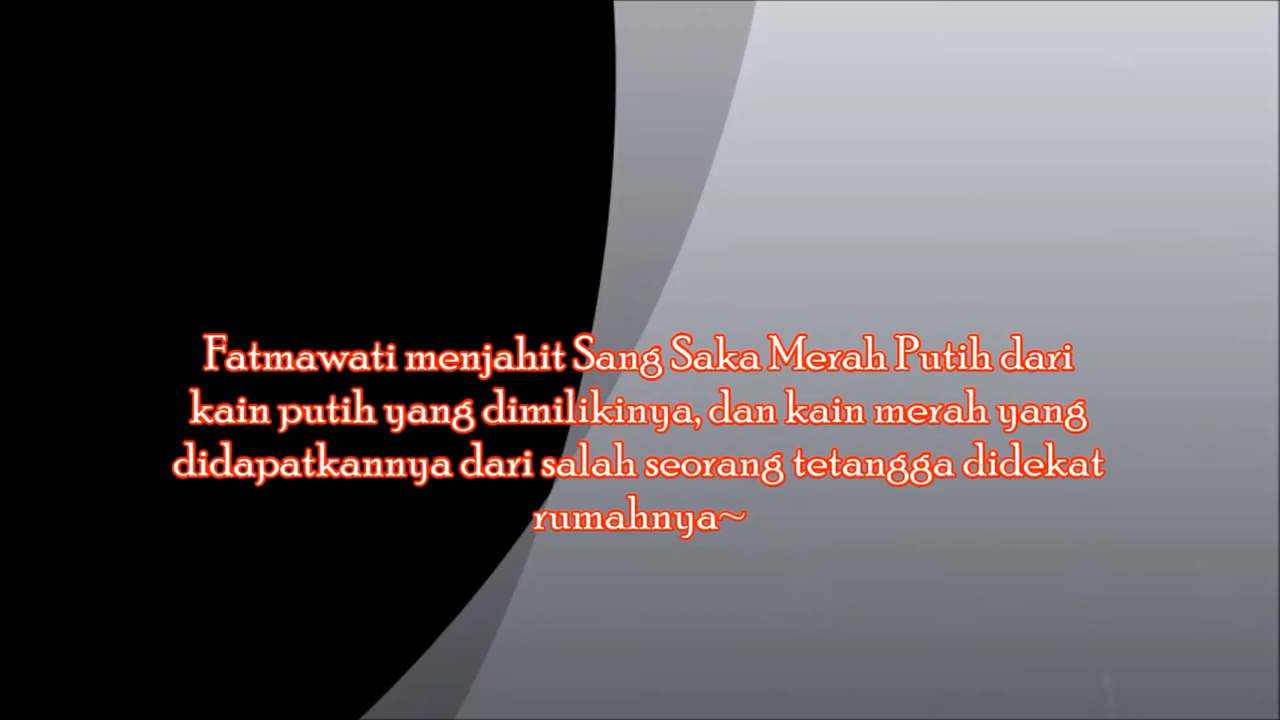 Fatmawati menjahit Sang Saka Merah Putih dari
kain putih yang dimilikinya, dan kain merah yang
didapatkannya dari salah seorang tetangga didekat
rumahnya~